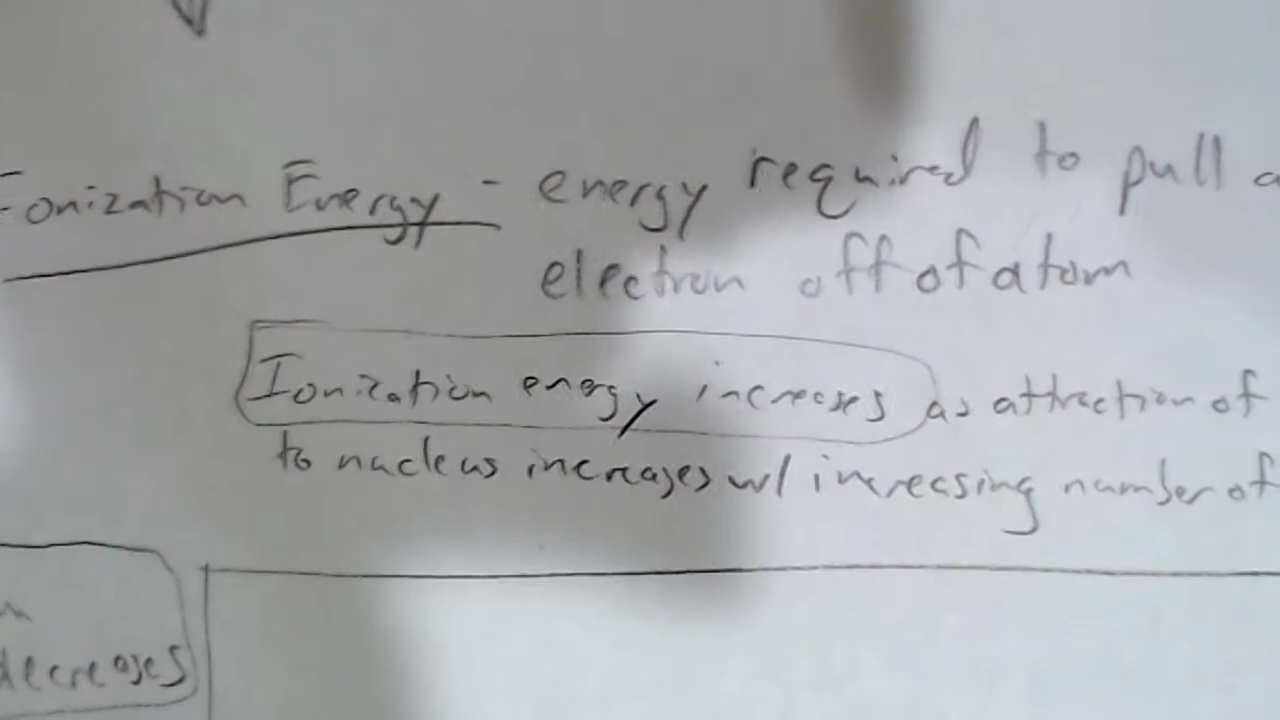 Ionization Energy - energy required to pull a
electron off of atom
Ionization energy increases as attraction of
to nucleus increases w/ increasing number of
decreases